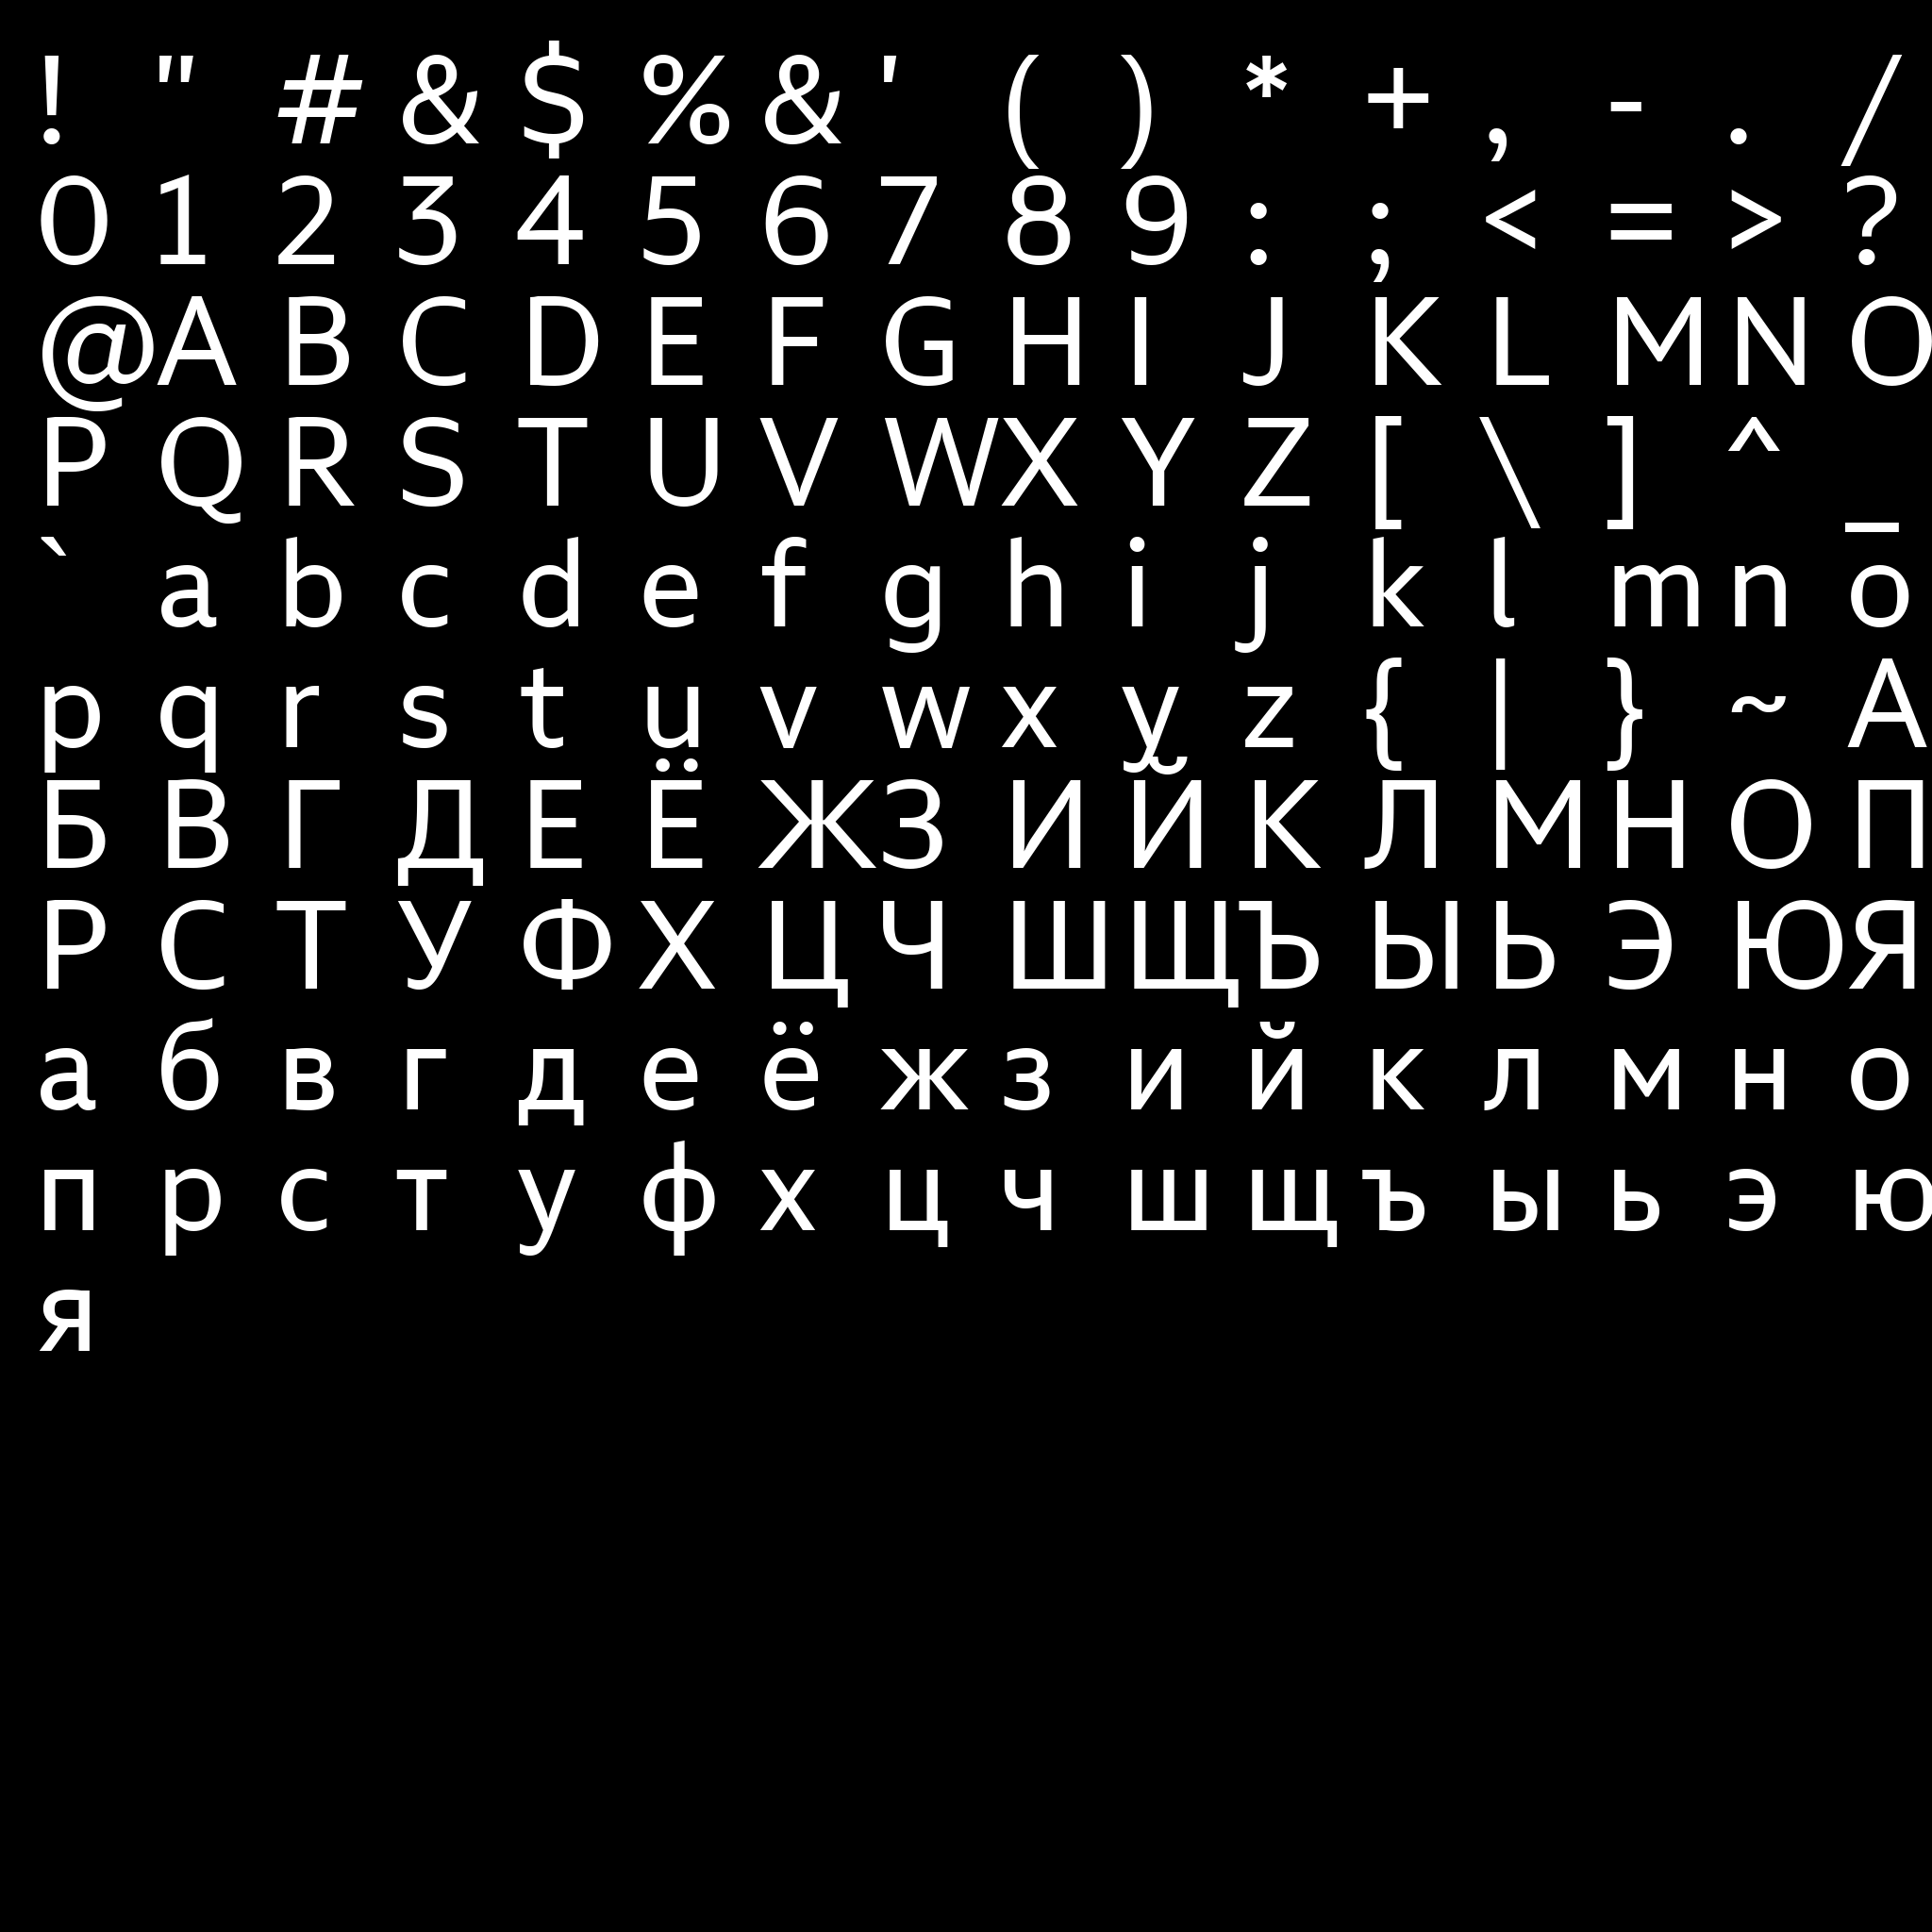 ! " # & $ % & ' ( ) * + , - . /
0 1 2 3 4 5 6 7 8 9 : ; < = > ?
@ A B C D E F G H I J K L M N O
P Q R S T U V W X Y Z [ \ ] ^ _
` a b c d e f g h i j k l m n o
p q r s t u v w x y z { | } ~ А
Б В Г Д Е Ё Ж З И Й К Л М Н О П
Р С Т У Ф Х Ц Ч Ш Щ Ъ Ы Ь Э Ю Я
а б в г д е ё ж з и й к л м н о
п р с т у ф х ц ч ш щ ъ ы ь э ю
я